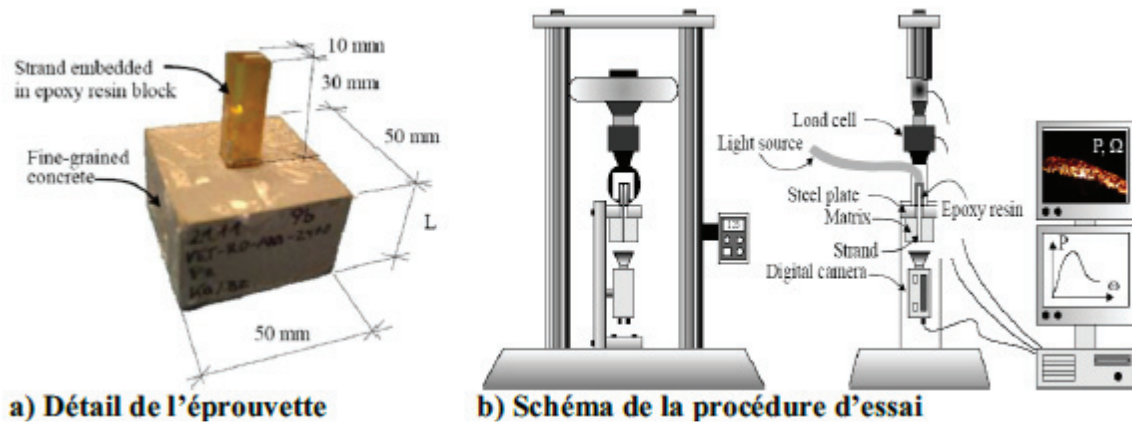 10 mm
Strand embedded
in epoxy resin block
30 mm
50 mm
Fine-grained
concrete
L
50 mm
a) Détail de l'éprouvette
Load cell
Light source
Steel plate
Matrix
Epoxy resin
Strand
Digital camera
P, Ω
P
b) Schéma de la procédure d'essai